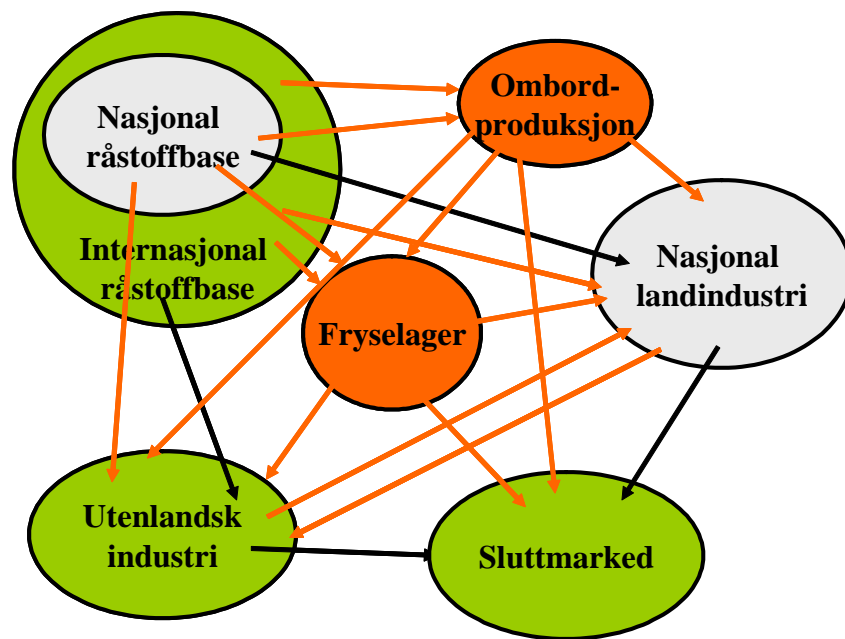 Nasjonal
råstoffbase
Internasjonal
råstoffbase
Ombord-
produksjon
Nasjonal
landindustri
Fryselager
Utenlandsk
industri
Sluttmarked